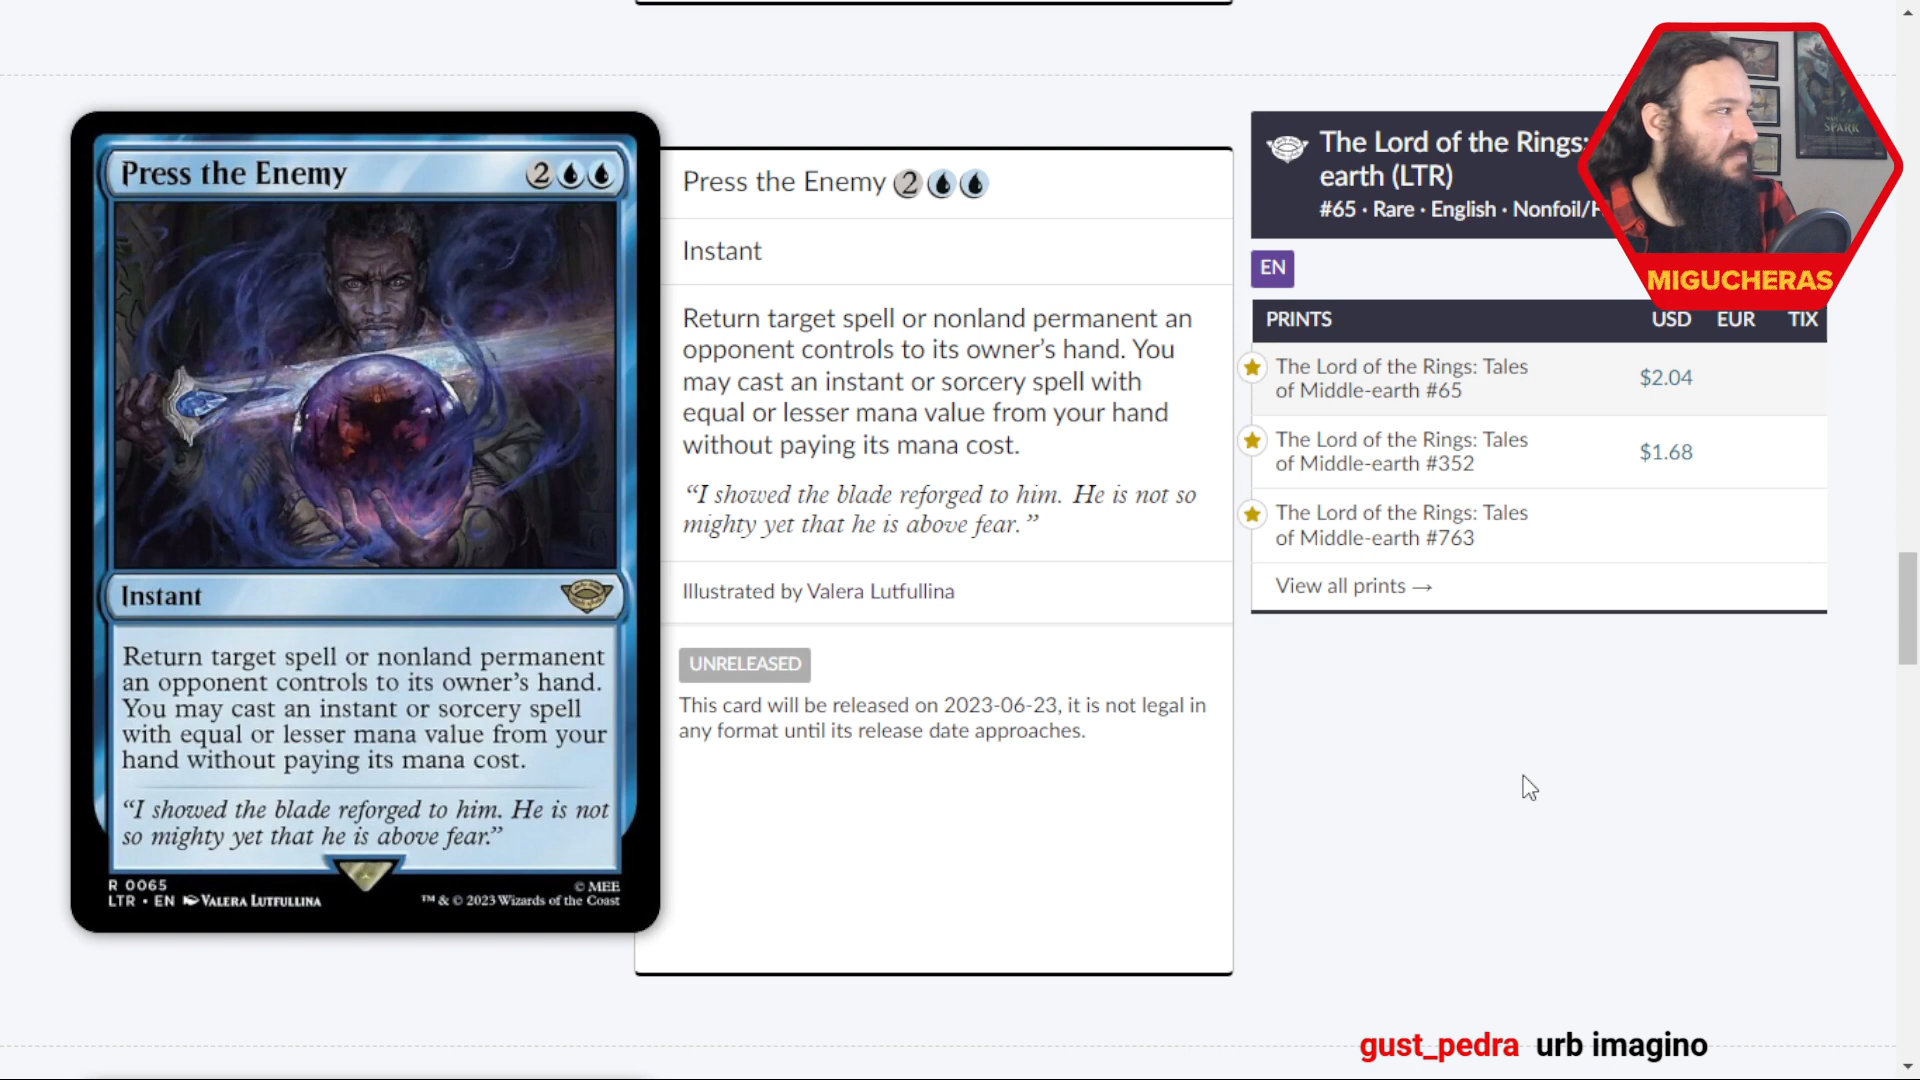 Press the Enemy 2
Instant
Return target spell or nonland permanent
an opponent controls to its owner's hand.
You may cast an instant or sorcery spell
with equal or lesser mana value from your
hand without paying its mana cost.
"I showed the blade reforged to him. He is not
so mighty yet that he is above fear."
R 0065
LTR • EN VALERA LUTFULLINA
© MEE
™ & © 2023 Wizards of the Coast
Press the Enemy 2
Instant
Return target spell or nonland permanent an
opponent controls to its owner's hand. You
may cast an instant or sorcery spell with
equal or lesser mana value from your hand
without paying its mana cost.
“I showed the blade reforged to him. He is not so
mighty yet that he is above fear.”
Illustrated by Valera Lutfullina
UNRELEASED
This card will be released on 2023-06-23, it is not legal in
any format until its release date approaches.
The Lord of the Rings:
earth (LTR)
#65 · Rare · English · Nonfoil/
EN
PRINTS USD EUR TIX
The Lord of the Rings: Tales
of Middle-earth #65
$2.04
The Lord of the Rings: Tales
of Middle-earth #352
$1.68
The Lord of the Rings: Tales
of Middle-earth #763
View all prints →
SPARK
MIGUCHERAS
gust_pedra urb imagino